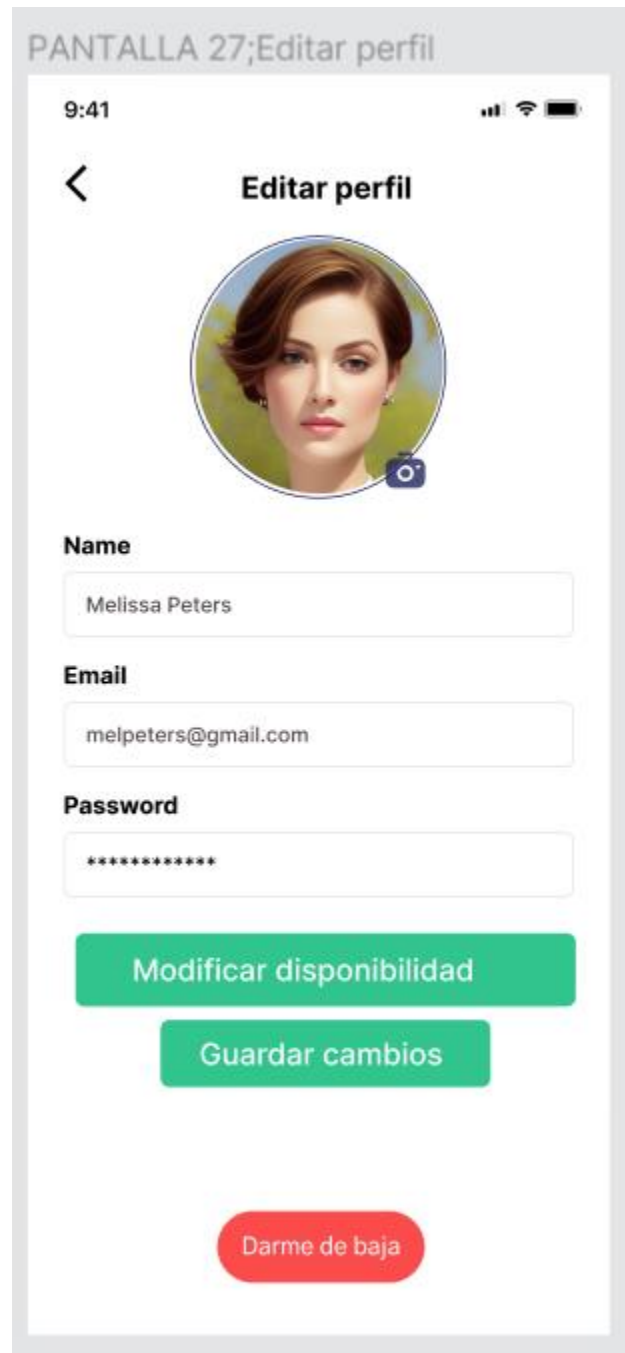 PANTALLA 27;Editar perfil
9:41
Editar perfil
Name
Melissa Peters
Email
melpeters@gmail.com
Password
************
Modificar disponibilidad
Guardar cambios
Darme de baja